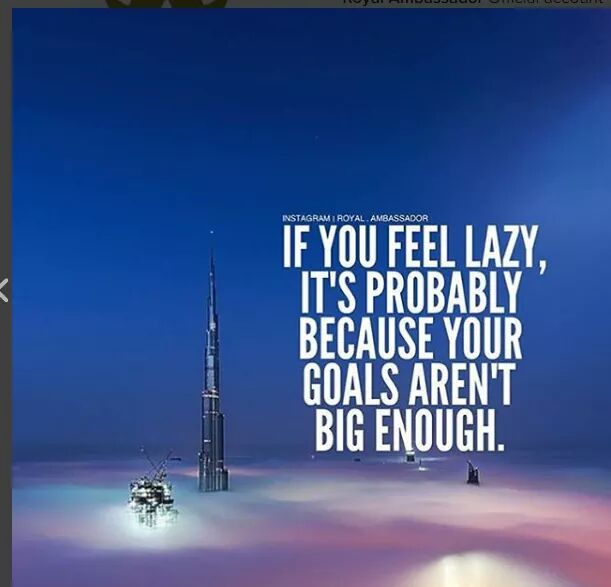 Royal Ambassador Official account
INSTAGRAM | ROYAL . AMBASSADOR
IF YOU FEEL LAZY,
IT'S PROBABLY
BECAUSE YOUR
GOALS AREN'T
BIG ENOUGH.